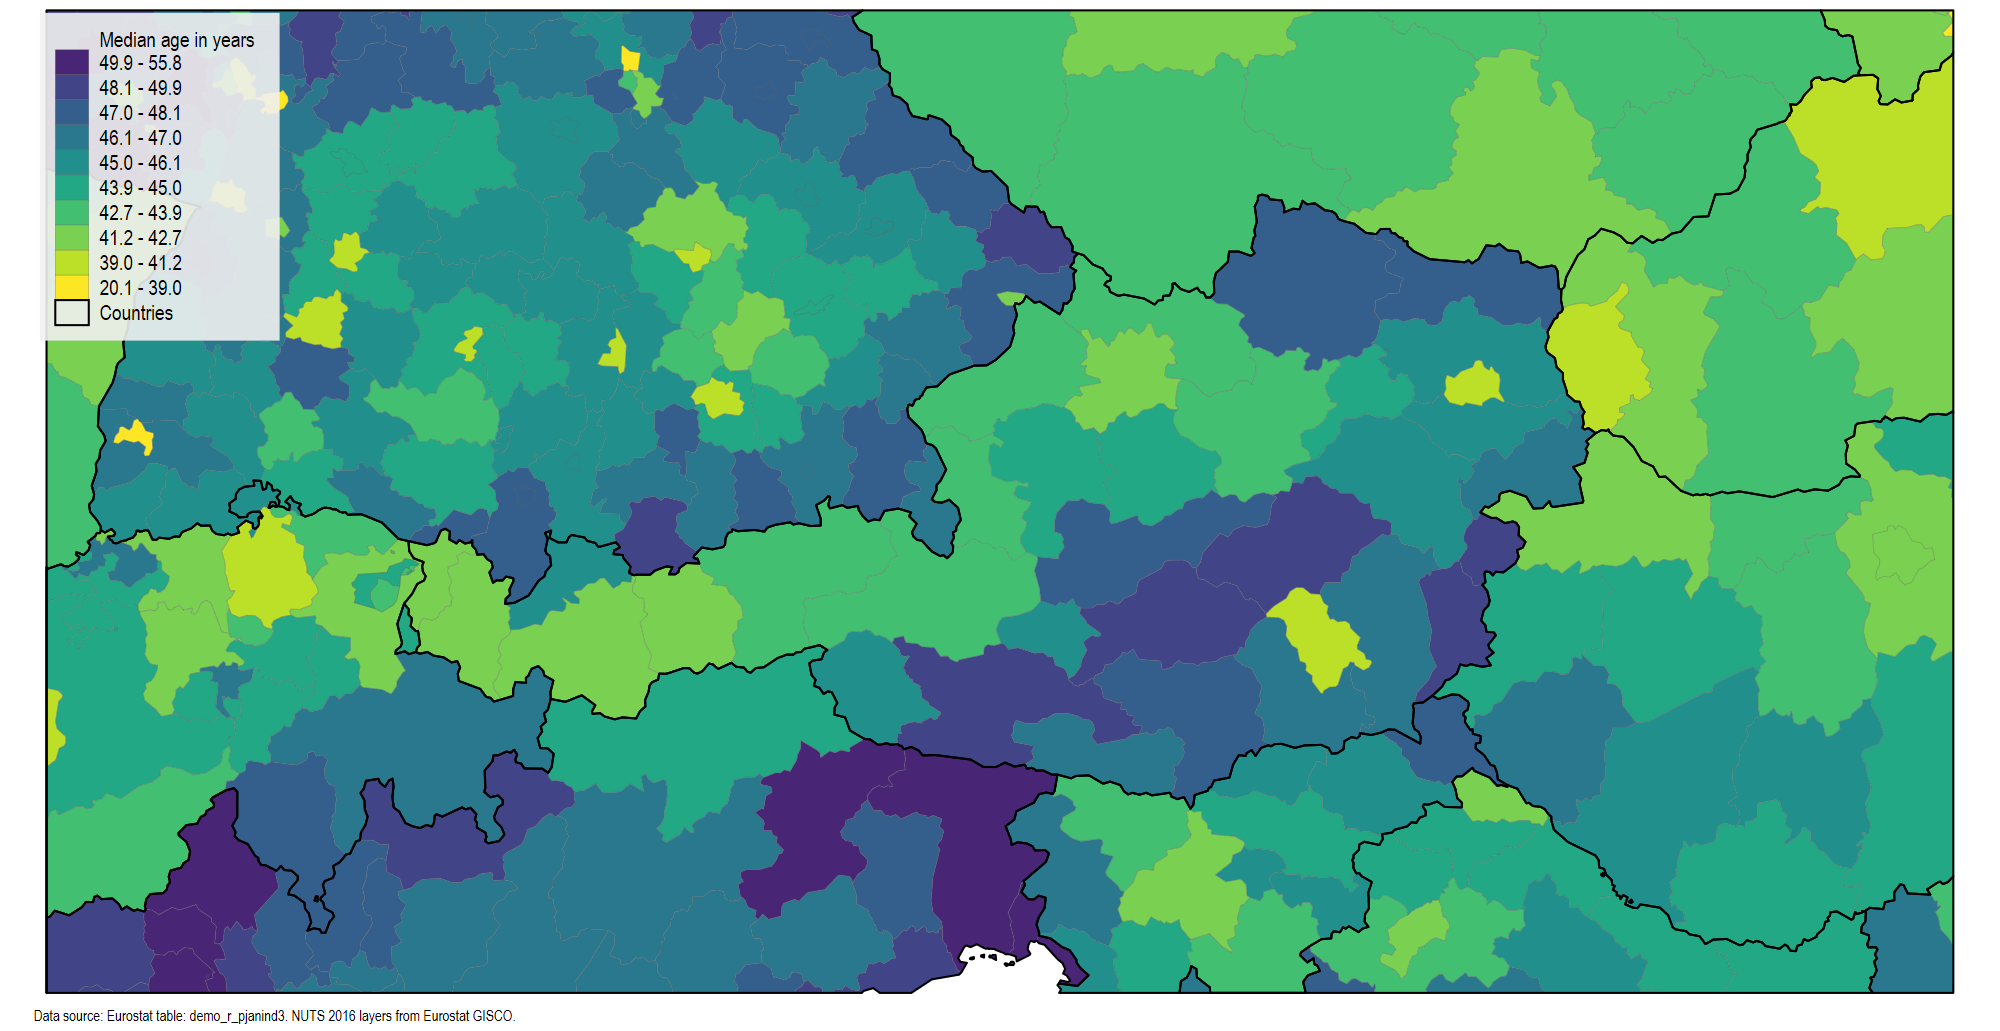 Median age in years
49.9 - 55.8
48.1 - 49.9
47.0 - 48.1
46.1 - 47.0
45.0 - 46.1
43.9 - 45.0
42.7 - 43.9
41.2 - 42.7
39.0 - 41.2
20.1 - 39.0
Countries
Data source: Eurostat table: demo_r_pjanind3. NUTS 2016 layers from Eurostat GISCO.